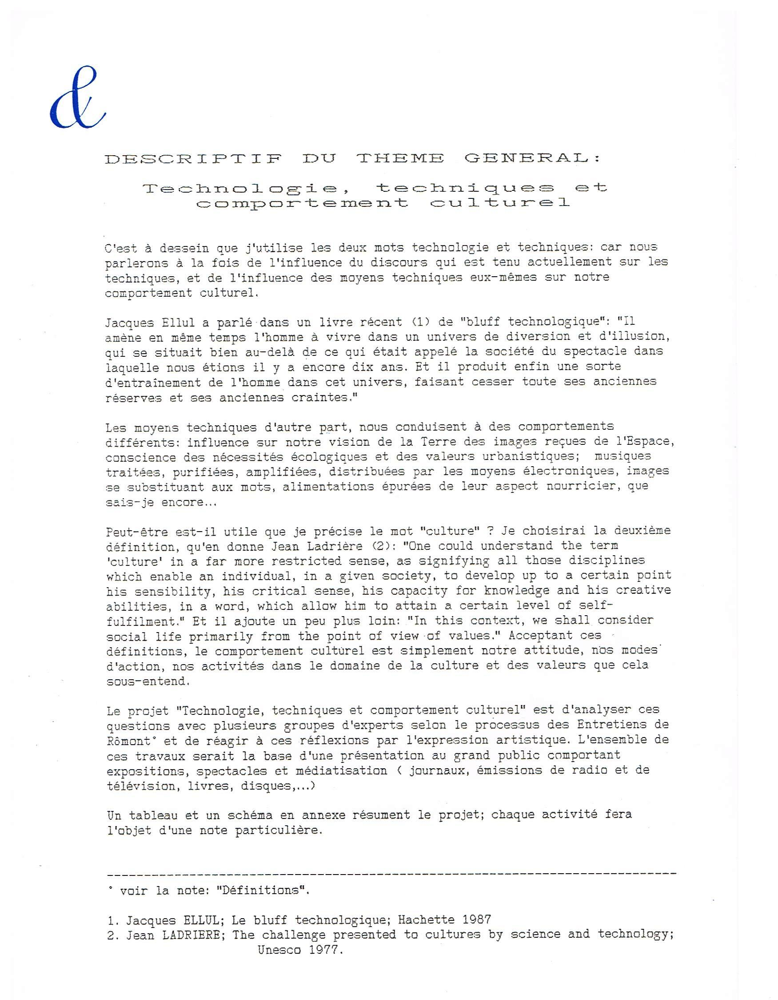 &
DESCRIPTIF DU THEME GENERAL:
Technologie, techniques et
comportement culturel
C'est à dessein que j'utilise les deux mots technologie et techniques: car nous
parlerons à la fois de l'influence du discours qui est tenu actuellement sur les
techniques, et de l'influence des moyens techniques eux-mêmes sur notre
comportement culturel.
Jacques Ellul a parlé dans un livre récent (1) de "bluff technologique": "Il
amène en même temps l'homme à vivre dans un univers de diversion et d'illusion,
qui se situait bien au-delà de ce qui était appelé la société du spectacle dans
laquelle nous étions il y a encore dix ans. Et il produit enfin une sorte
d'entraînement de l'homme dans cet univers, faisant cesser toute ses anciennes
réserves et ses anciennes craintes."
Les moyens techniques d'autre part, nous conduisent à des comportements
différents: influence sur notre vision de la Terre des images reçues de l'Espace,
conscience des nécessités écologiques et des valeurs urbanistiques; musiques
traitées, purifiées, amplifiées, distribuées par les moyens électroniques, images
se substituant aux mots, alimentations épurées de leur aspect nourricier, que
sais-je encore...
Peut-être est-il utile que je précise le mot "culture" ? Je choisirai la deuxième
définition, qu'en donne Jean Ladrière (2): "One could understand the term
'culture' in a far more restricted sense, as signifying all those disciplines
which enable an individual, in a given society, to develop up to a certain point
his sensibility, his critical sense, his capacity for knowledge and his creative
abilities, in a word, which allow him to attain a certain level of self-
fulfilment." Et il ajoute un peu plus loin: "In this context, we shall consider
social life primarily from the point of view of values." Acceptant ces
définitions, le comportement culturel est simplement notre attitude, nos modes
d'action, nos activités dans le domaine de la culture et des valeurs que cela
sous-entend.
Le projet "Technologie, techniques et comportement culturel" est d'analyser ces
questions avec plusieurs groupes d'experts selon le processus des Entretiens de
Rômont° et de réagir à ces réflexions par l'expression artistique. L'ensemble de
ces travaux serait la base d'une présentation au grand public comportant
expositions, spectacles et médiatisation ( journaux, émissions de radio et de
télévision, livres, disques,...)
Un tableau et un schéma en annexe résument le projet; chaque activité fera
l'objet d'une note particulière.
° voir la note: "Définitions".
1. Jacques ELLUL; Le bluff technologique; Hachette 1987
2. Jean LADRIERE; The challenge presented to cultures by science and technology;
Unesco 1977.